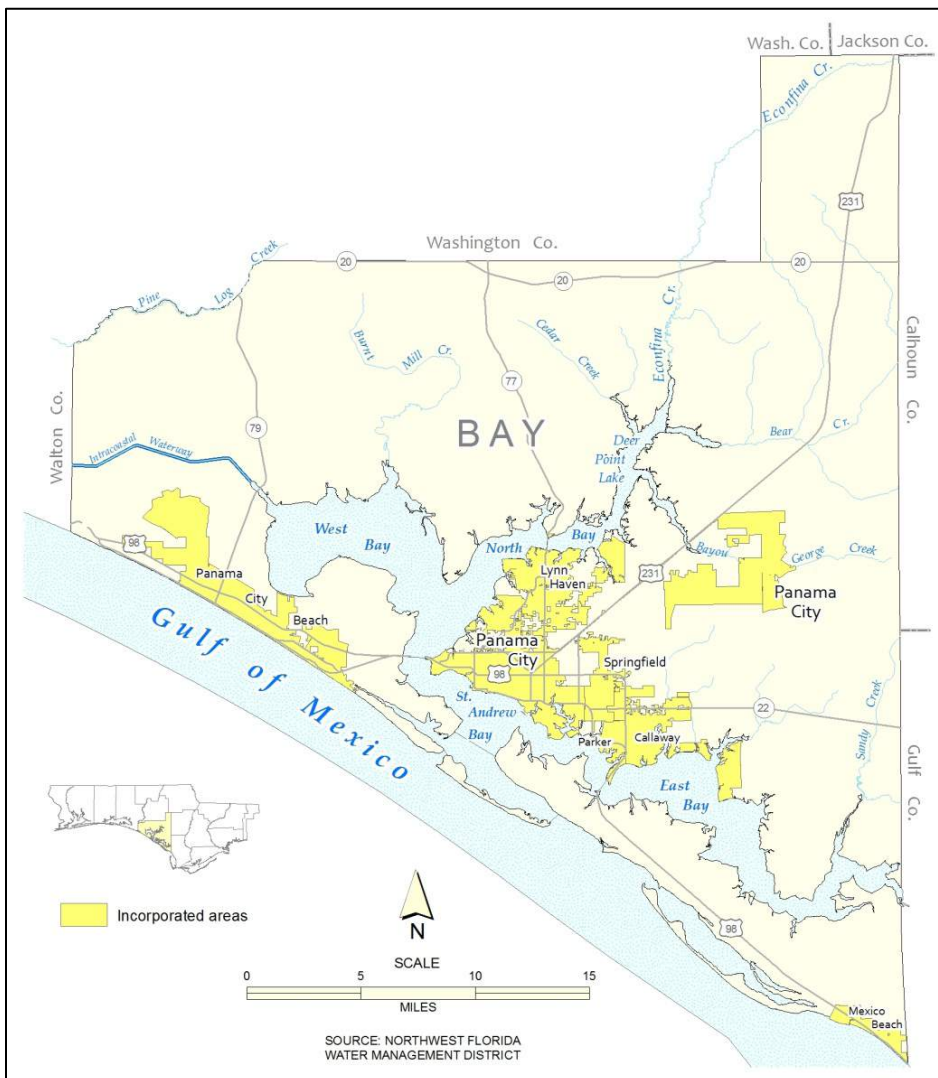 Wash. Co.
Jackson Co.
Econfina Cr.
231
Washington Co.
20
20
20
Pine Log Creek
Calhoun Co.
Walton Co.
Burnt Mill Cr.
Cedar Creek
Econfina Cr.
77
79
BAY
Bear Cr.
Deer
Point
Lake
Intracoastal Waterway
98
West
Bay
North Bay
Bayou George Creek
231
Lynn
Haven
Panama
City
Beach
Panama
City
Panama
City
Springfield
98
Gulf of Mexico
St.
Andrew
Bay
22
Sandy Creek
Parker
Callaway
East
Bay
Gulf Co.
98
Incorporated areas
N
SCALE
0 5 10 15
MILES
Mexico
Beach
SOURCE: NORTHWEST FLORIDA
WATER MANAGEMENT DISTRICT